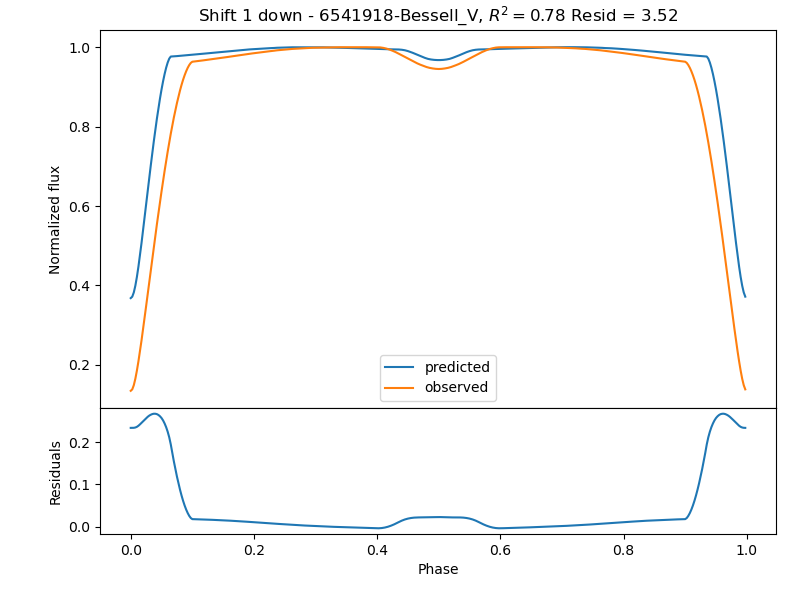 Shift 1 down - 6541918-Bessell_V, $R^2 = 0.78$ Resid = 3.52
1.0
0.8
Normalized flux
0.6
0.4
0.2
predicted
observed
0.2
Residuals
0.1
0.0
0.0 0.2 0.4 0.6 0.8 1.0
Phase